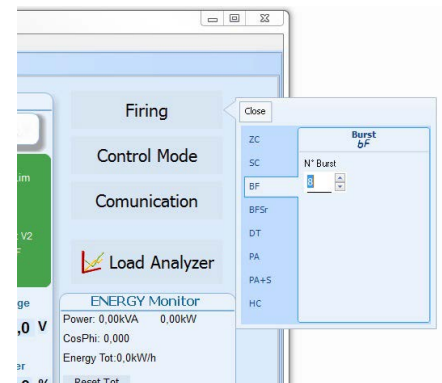 Firing
Control Mode
Comunication
Load Analyzer
im
V2
F
ge
,0 V
er
ENERGY Monitor
Power: 0,00kVA 0,00kW
CosPhi: 0,000
Energy Tot:0,0kW/h
Reset Tot
Close
ZC
SC
BF
BFSr
DT
PA
PA+S
HC
Burst
bF
N° Burst
8